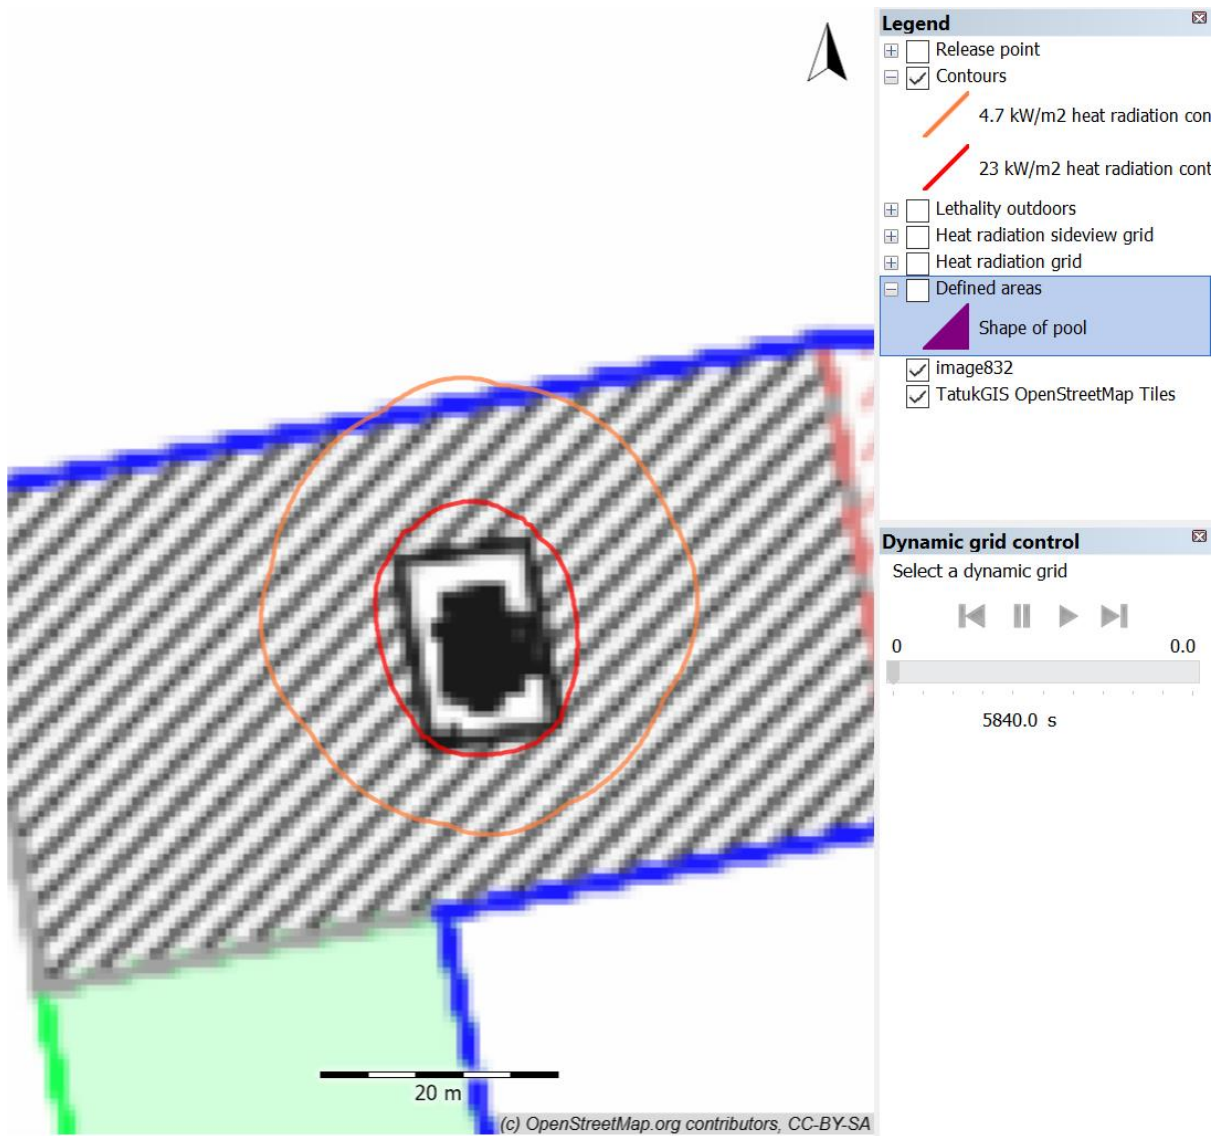 Legend
Release point
Contours
4.7 kW/m2 heat radiation con
23 kW/m2 heat radiation cont
Lethality outdoors
Heat radiation sideview grid
Heat radiation grid
Defined areas
Shape of pool
image832
TatukGIS OpenStreetMap Tiles
Dynamic grid control
Select a dynamic grid
0 0.0
5840.0 s
20 m
(c) OpenStreetMap.org contributors, CC-BY-SA